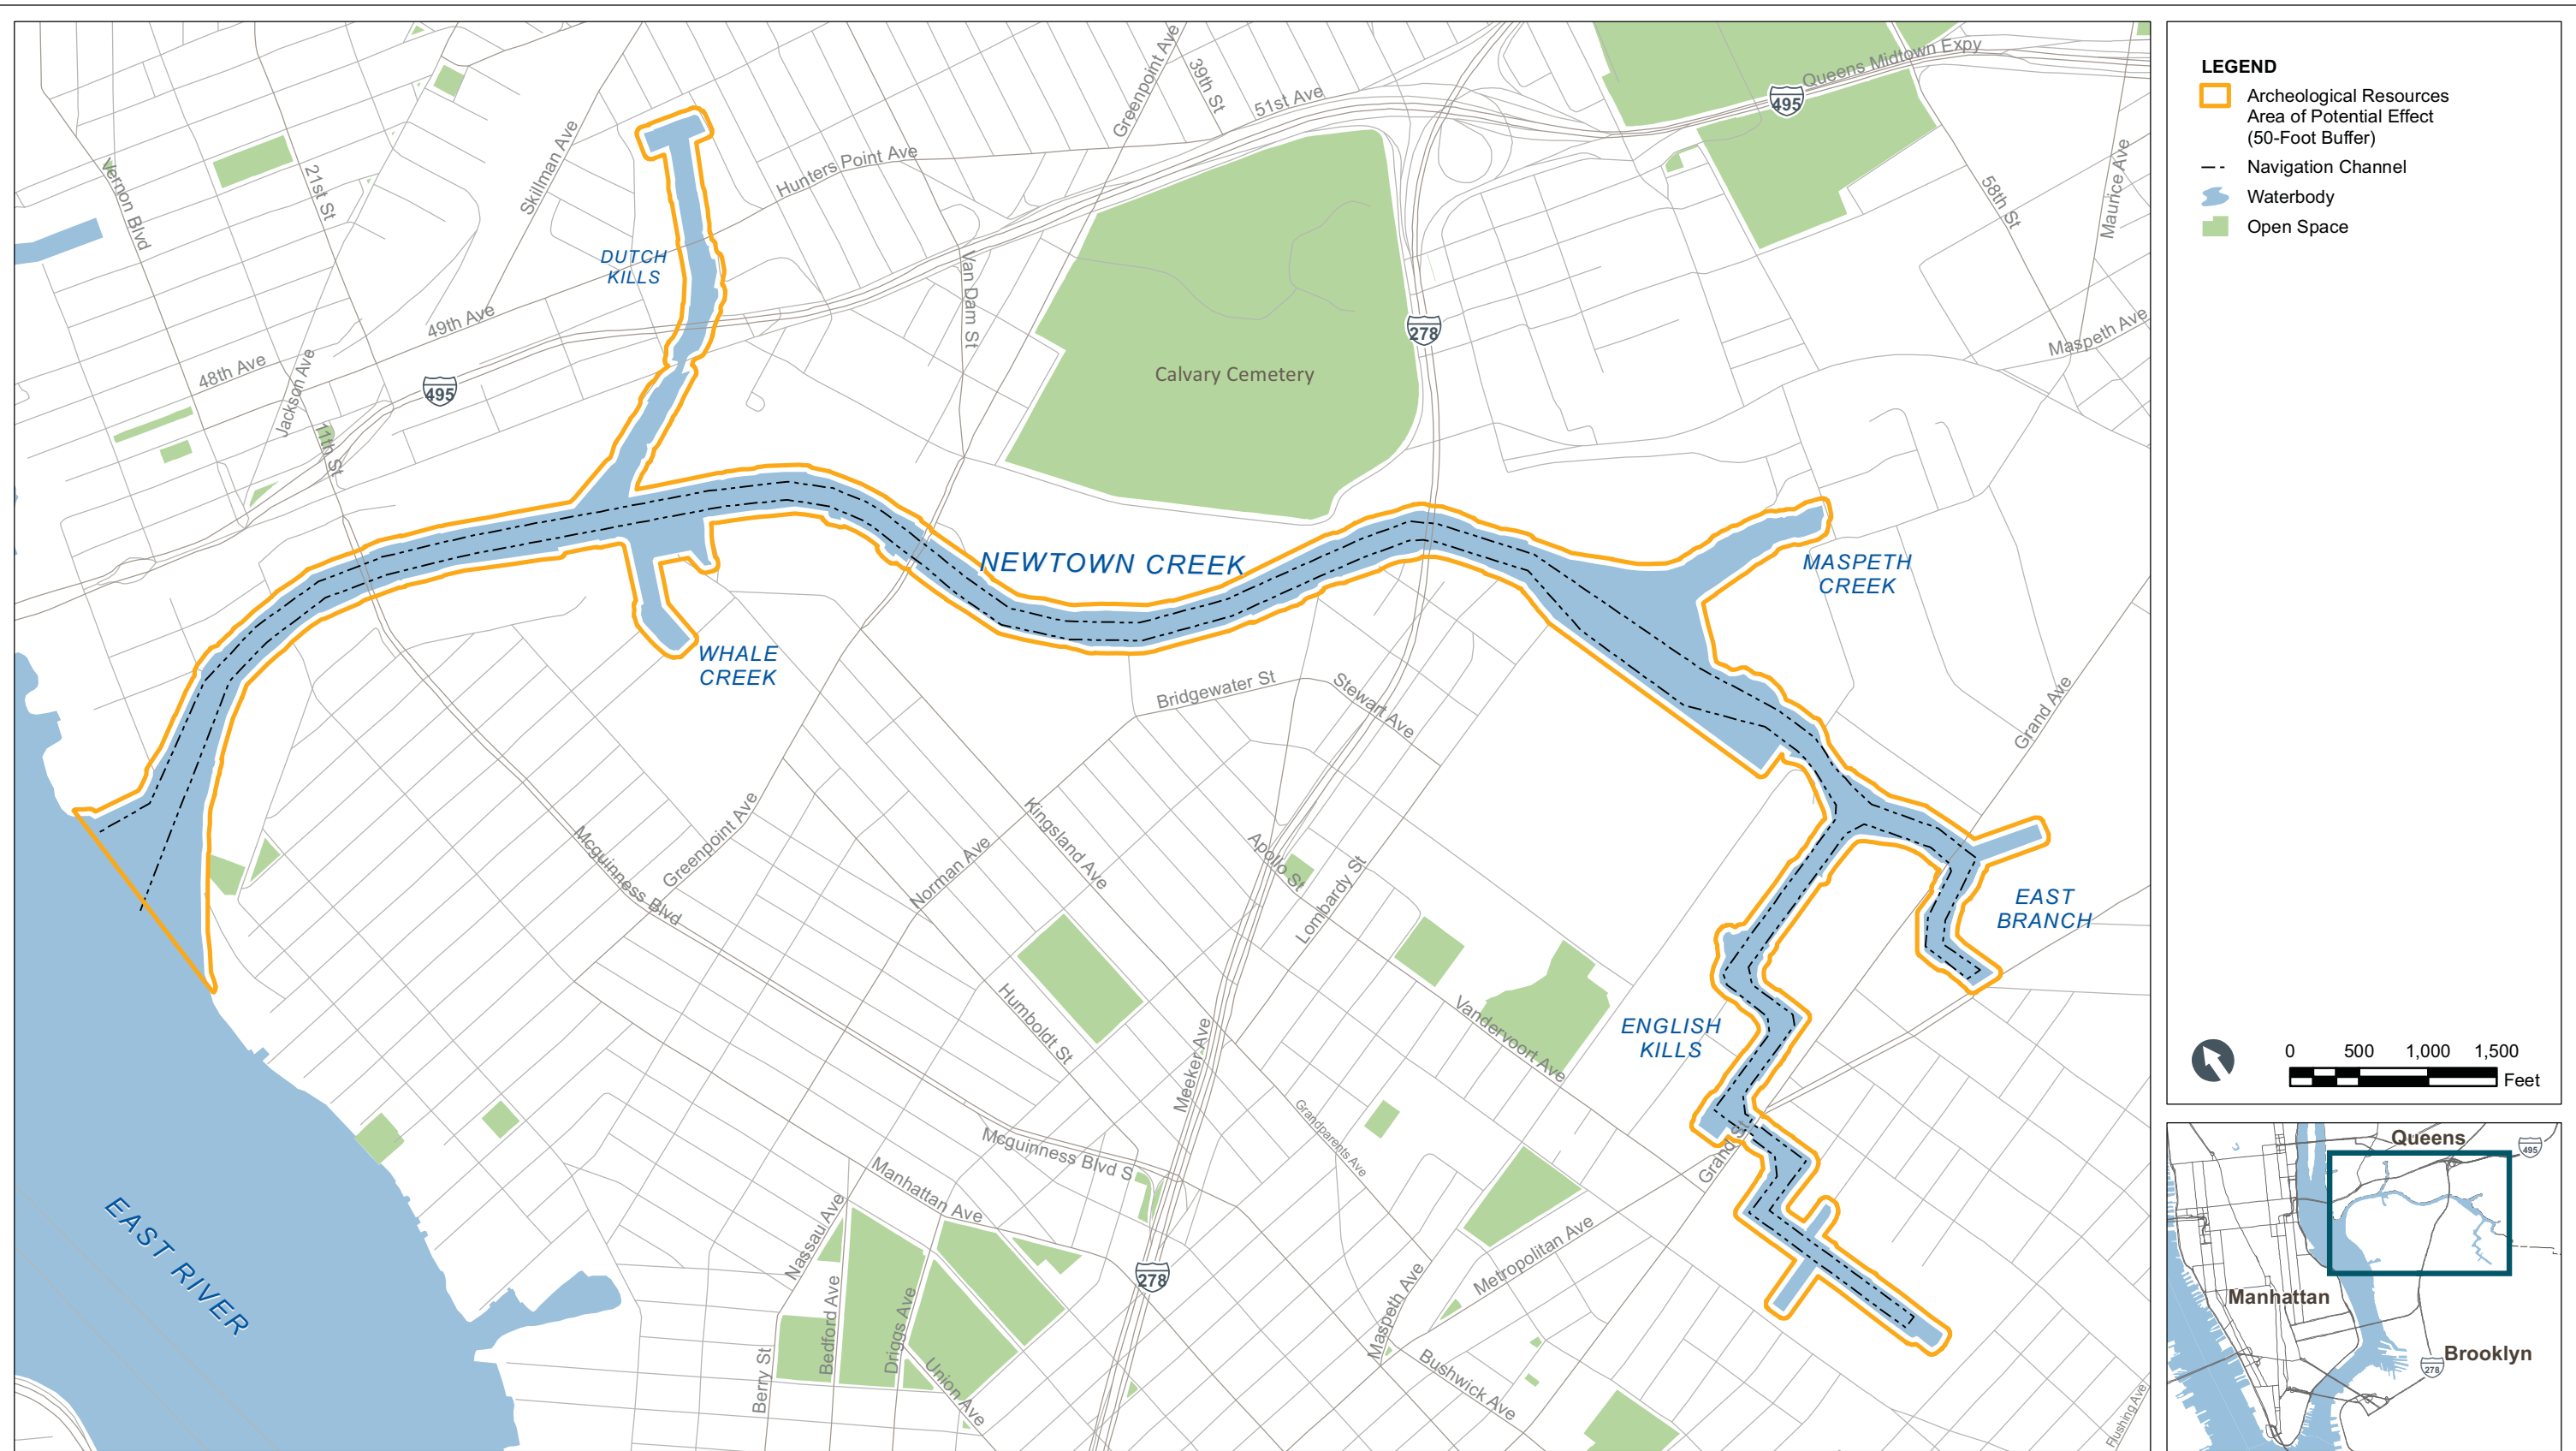 Queens Midtown Expy
495
Greenpoint Ave
39th St
51st Ave
Vernon Blvd
21st St
Skillman Ave
Hunters Point Ave
58th St
Maurice Ave
DUTCH
KILLS
Van Dam St
49th Ave
48th Ave
Jackson Ave
495
11th St
278
Calvary Cemetery
Maspeth Ave
NEWTOWN CREEK
MASPETH
CREEK
WHALE
CREEK
Bridgewater St
Stewart Ave
Grand Ave
Mcguinness Blvd
Greenpoint Ave
Norman Ave
Kingsland Ave
Apollo St
Lombardy St
EAST
BRANCH
Humboldt St
Vandervoort Ave
ENGLISH
KILLS
Meeker Ave
Grandparents Ave
Grand St
Mcguinness Blvd S
Manhattan Ave
Nassau Ave
EAST RIVER
Bedford Ave
Driggs Ave
Berry St
Union Ave
278
Metropolitan Ave
Maspeth Ave
Bushwick Ave
Flushing Ave
LEGEND
Archeological Resources
Area of Potential Effect
(50-Foot Buffer)
Navigation Channel
Waterbody
Open Space
0 500 1,000 1,500
Feet
Queens
495
Manhattan
Brooklyn
278